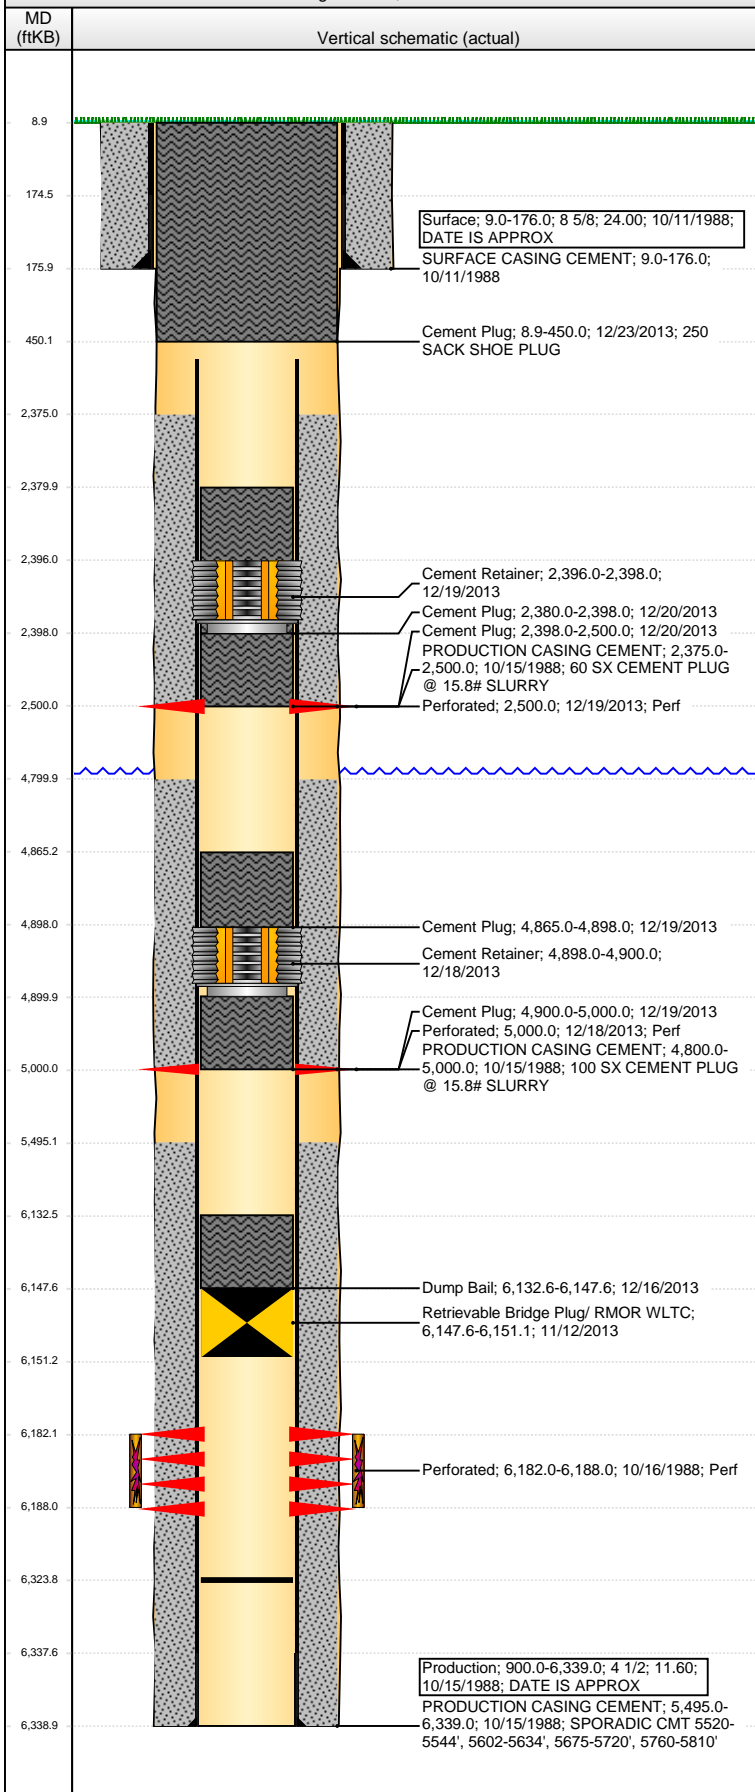 MD
(ftKB)
Vertical schematic (actual)
8.9
174.5
Surface; 9.0-176.0; 8 5/8; 24.00; 10/11/1988;
DATE IS APPROX
175.9
SURFACE CASING CEMENT; 9.0-176.0;
10/11/1988
450.1
Cement Plug; 8.9-450.0; 12/23/2013; 250
SACK SHOE PLUG
2,375.0
2,379.9
2,396.0
Cement Retainer; 2,396.0-2,398.0;
12/19/2013
Cement Plug; 2,380.0-2,398.0; 12/20/2013
2,398.0
Cement Plug; 2,398.0-2,500.0; 12/20/2013
PRODUCTION CASING CEMENT; 2,375.0-
2,500.0; 10/15/1988; 60 SX CEMENT PLUG
@ 15.8# SLURRY
2,500.0
Perforated; 2,500.0; 12/19/2013; Perf
4,799.9
4,865.2
4,898.0
Cement Plug; 4,865.0-4,898.0; 12/19/2013
Cement Retainer; 4,898.0-4,900.0;
12/18/2013
4,899.9
Cement Plug; 4,900.0-5,000.0; 12/19/2013
Perforated; 5,000.0; 12/18/2013; Perf
PRODUCTION CASING CEMENT; 4,800.0-
5,000.0; 10/15/1988; 100 SX CEMENT PLUG
@ 15.8# SLURRY
5,000.0
5,495.1
6,132.5
6,147.6
Dump Bail; 6,132.6-6,147.6; 12/16/2013
Retrievable Bridge Plug/ RMOR WLTC;
6,147.6-6,151.1; 11/12/2013
6,151.2
6,182.1
Perforated; 6,182.0-6,188.0; 10/16/1988; Perf
6,188.0
6,323.8
6,337.6
Production; 900.0-6,339.0; 4 1/2; 11.60;
10/15/1988; DATE IS APPROX
PRODUCTION CASING CEMENT; 5,495.0-
6,339.0; 10/15/1988; SPORADIC CMT 5520-
5544', 5602-5634', 5675-5720', 5760-5810'
6,338.9